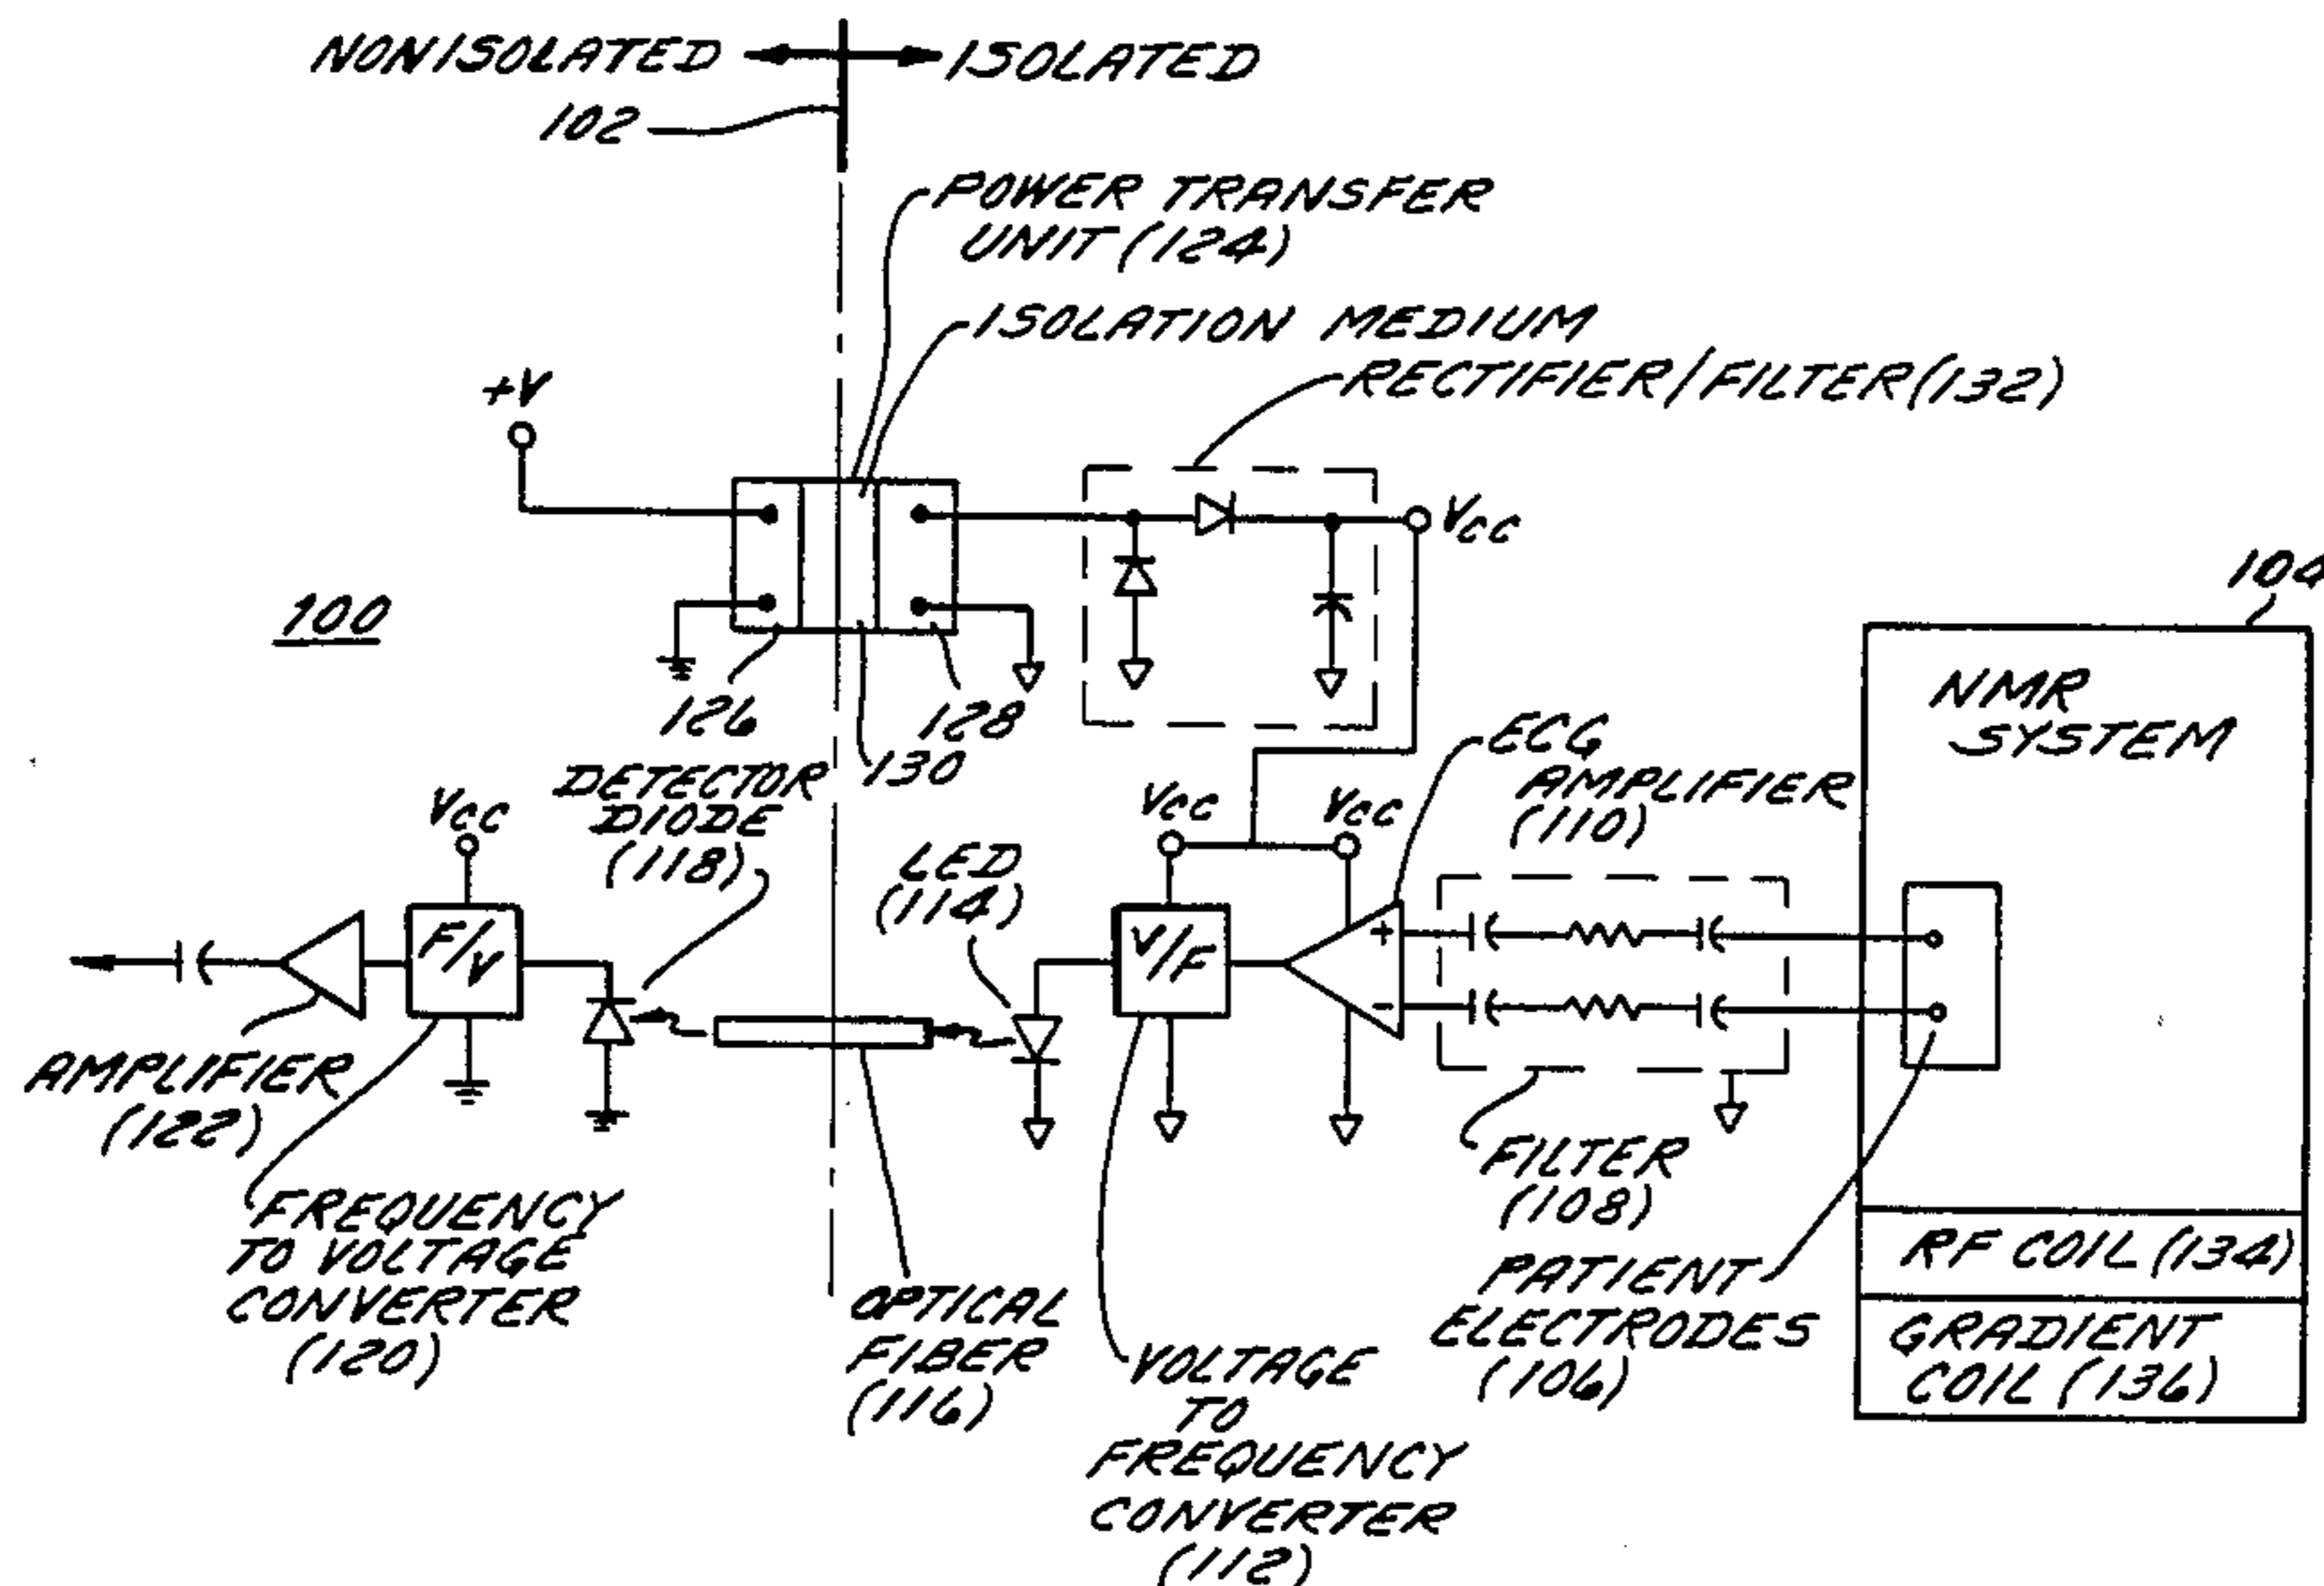 NONISOLATED
ISOLATED
102
POWER TRANSFER
UNIT (124)
ISOLATION MEDIUM
RECTIFIER/FILTER (132)
+V
VCC
100
104
NMR
SYSTEM
126
128
130
DETECTOR
DIODE
(118)
ECG
AMPLIFIER
(110)
VCC
VCC
VCC
LED
(114)
F/V
V/F
+
-
AMPLIFIER
(122)
FILTER
(108)
FREQUENCY
TO VOLTAGE
CONVERTER
(120)
OPTICAL
FIBER
(116)
VOLTAGE
TO
FREQUENCY
CONVERTER
(112)
PATIENT
ELECTRODES
(106)
RF COIL (134)
GRADIENT
COIL (136)